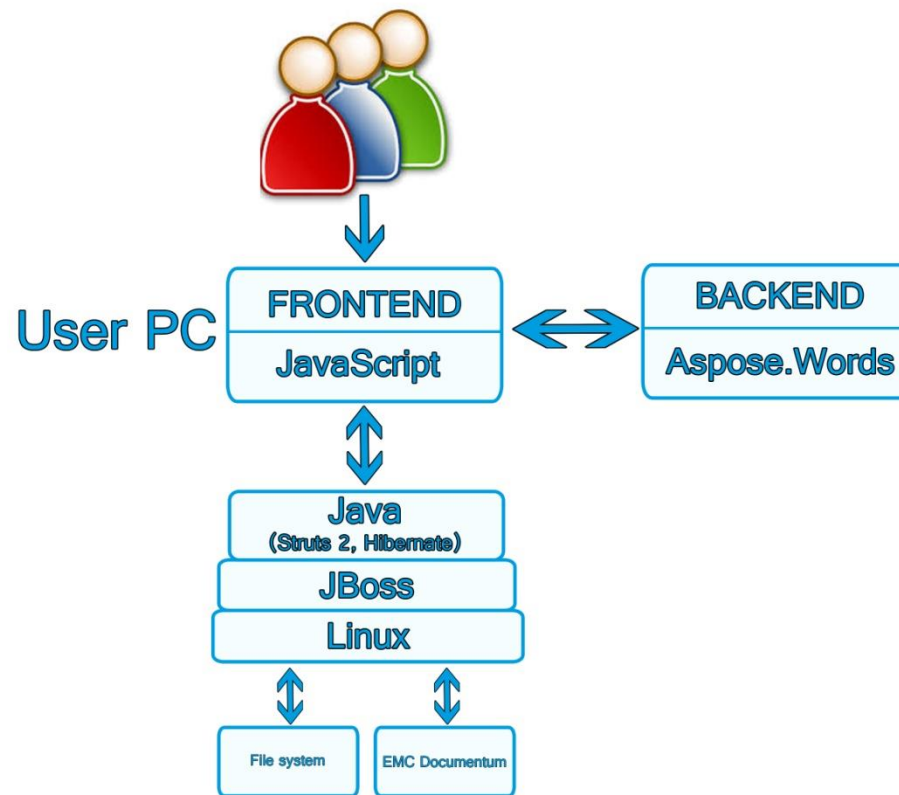 User PC
FRONTEND
JavaScript
BACKEND
Aspose.Words
Java
(Struts 2, Hibernate)
JBoss
Linux
File system
EMC Documentum